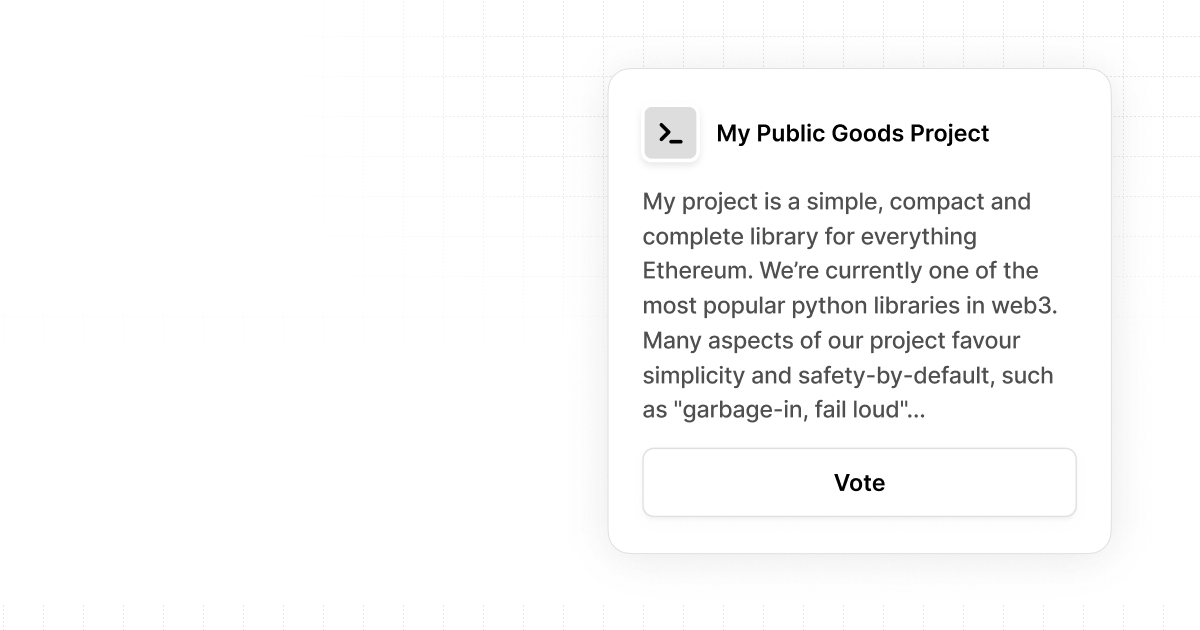 My Public Goods Project
My project is a simple, compact and
complete library for everything
Ethereum. We’re currently one of the
most popular python libraries in web3.
Many aspects of our project favour
simplicity and safety-by-default, such
as "garbage-in, fail loud"...
Vote